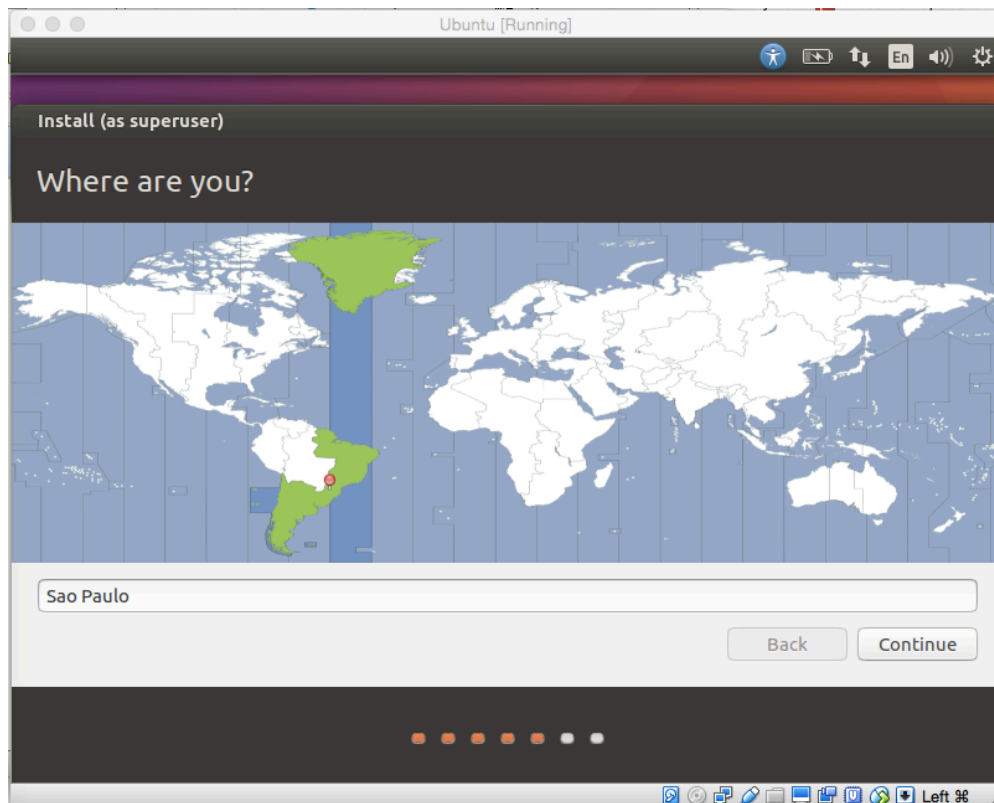 Ubuntu [Running]
En
Install (as superuser)
Where are you?
Sao Paulo
Back
Continue
Left ⌘